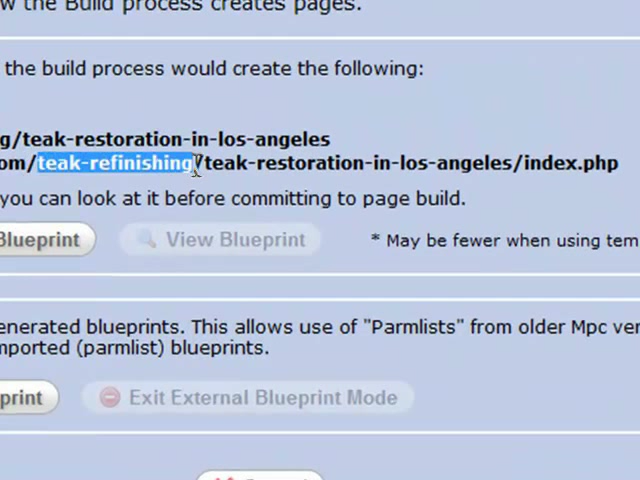 w the Build process creates pages.
the build process would create the following:
g/teak-restoration-in-los-angeles
om/teak-refinishing/teak-restoration-in-los-angeles/index.php
you can look at it before committing to page build.
Blueprint View Blueprint * May be fewer when using tem
enerated blueprints. This allows use of "Parmlists" from older Mpc ver
mported (parmlist) blueprints.
print Exit External Blueprint Mode